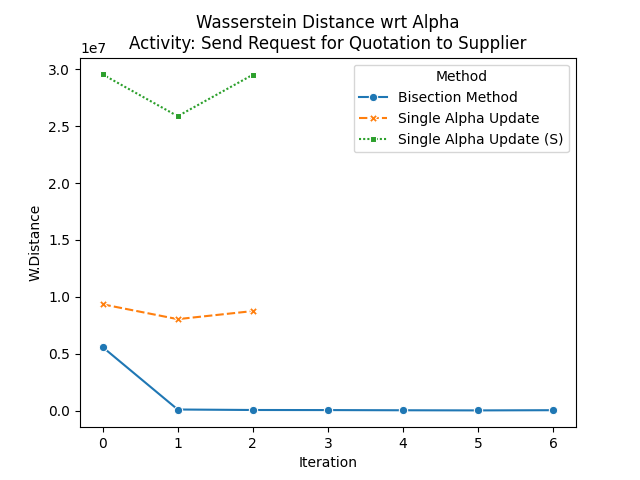 Wasserstein Distance wrt Alpha
Activity: Send Request for Quotation to Supplier
1e7
3.0
2.5
2.0
1.5
1.0
0.5
0.0
W.Distance
Method
Bisection Method
Single Alpha Update
Single Alpha Update (S)
0 1 2 3 4 5 6
Iteration